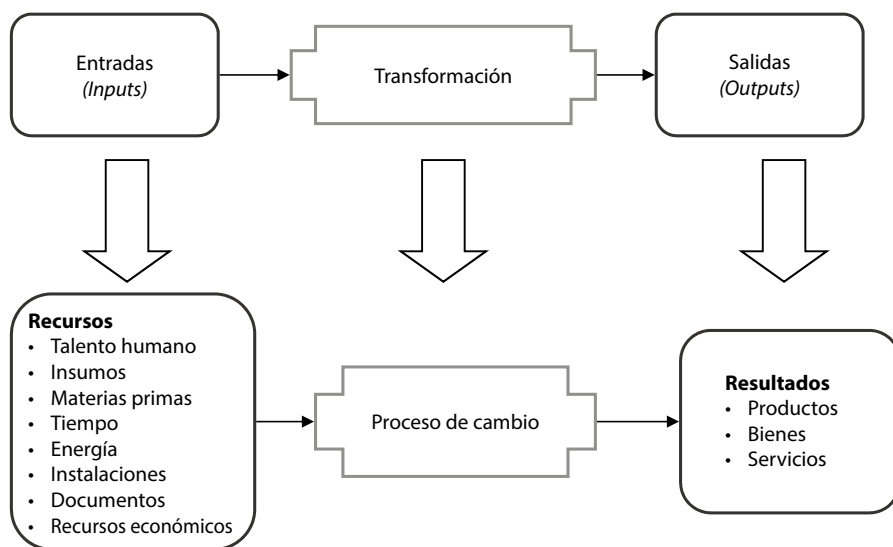 Entradas
(Inputs)
Transformación
Salidas
(Outputs)
Recursos
• Talento humano
• Insumos
• Materias primas
• Tiempo
• Energía
• Instalaciones
• Documentos
• Recursos económicos
Proceso de cambio
Resultados
• Productos
• Bienes
• Servicios